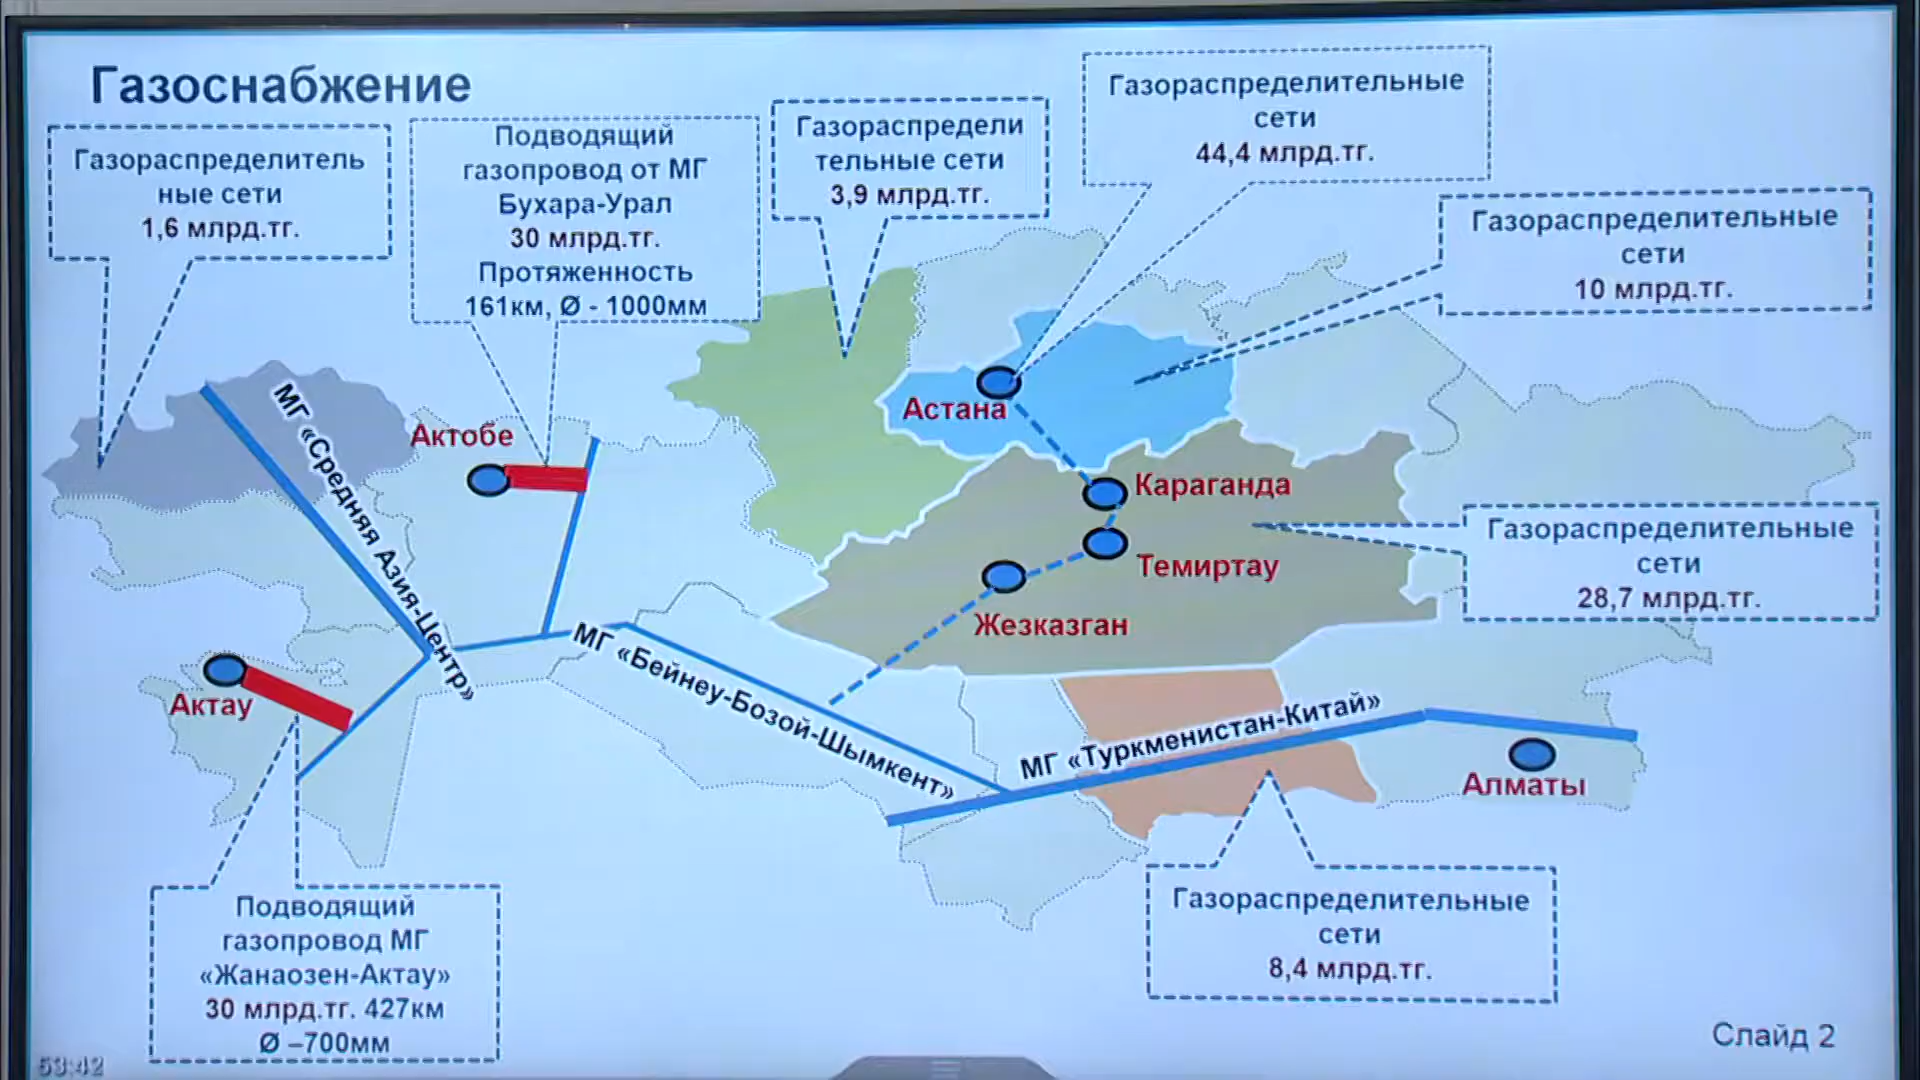 Газоснабжение
Газораспределитель
ные сети
1,6 млрд.тг.
Подводящий
газопровод от МГ
Бухара-Урал
30 млрд.тг.
Протяженность
161км, Ø - 1000мм
Газораспредели
тельные сети
3,9 млрд.тг.
Газораспределительные
сети
44,4 млрд.тг.
Газораспределительные
сети
10 млрд.тг.
МГ «Средняя Азия-Центр»
Актобе
Астана
Караганда
Темиртау
Жезказган
Газораспределительные
сети
28,7 млрд.тг.
Актау
МГ «Бейнеу-Бозой-Шымкент»
МГ «Туркменистан-Китай»
Алматы
Подводящий
газопровод МГ
«Жанаозен-Актау»
30 млрд.тг. 427км
Ø –700мм
Газораспределительные
сети
8,4 млрд.тг.
Слайд 2
53:42